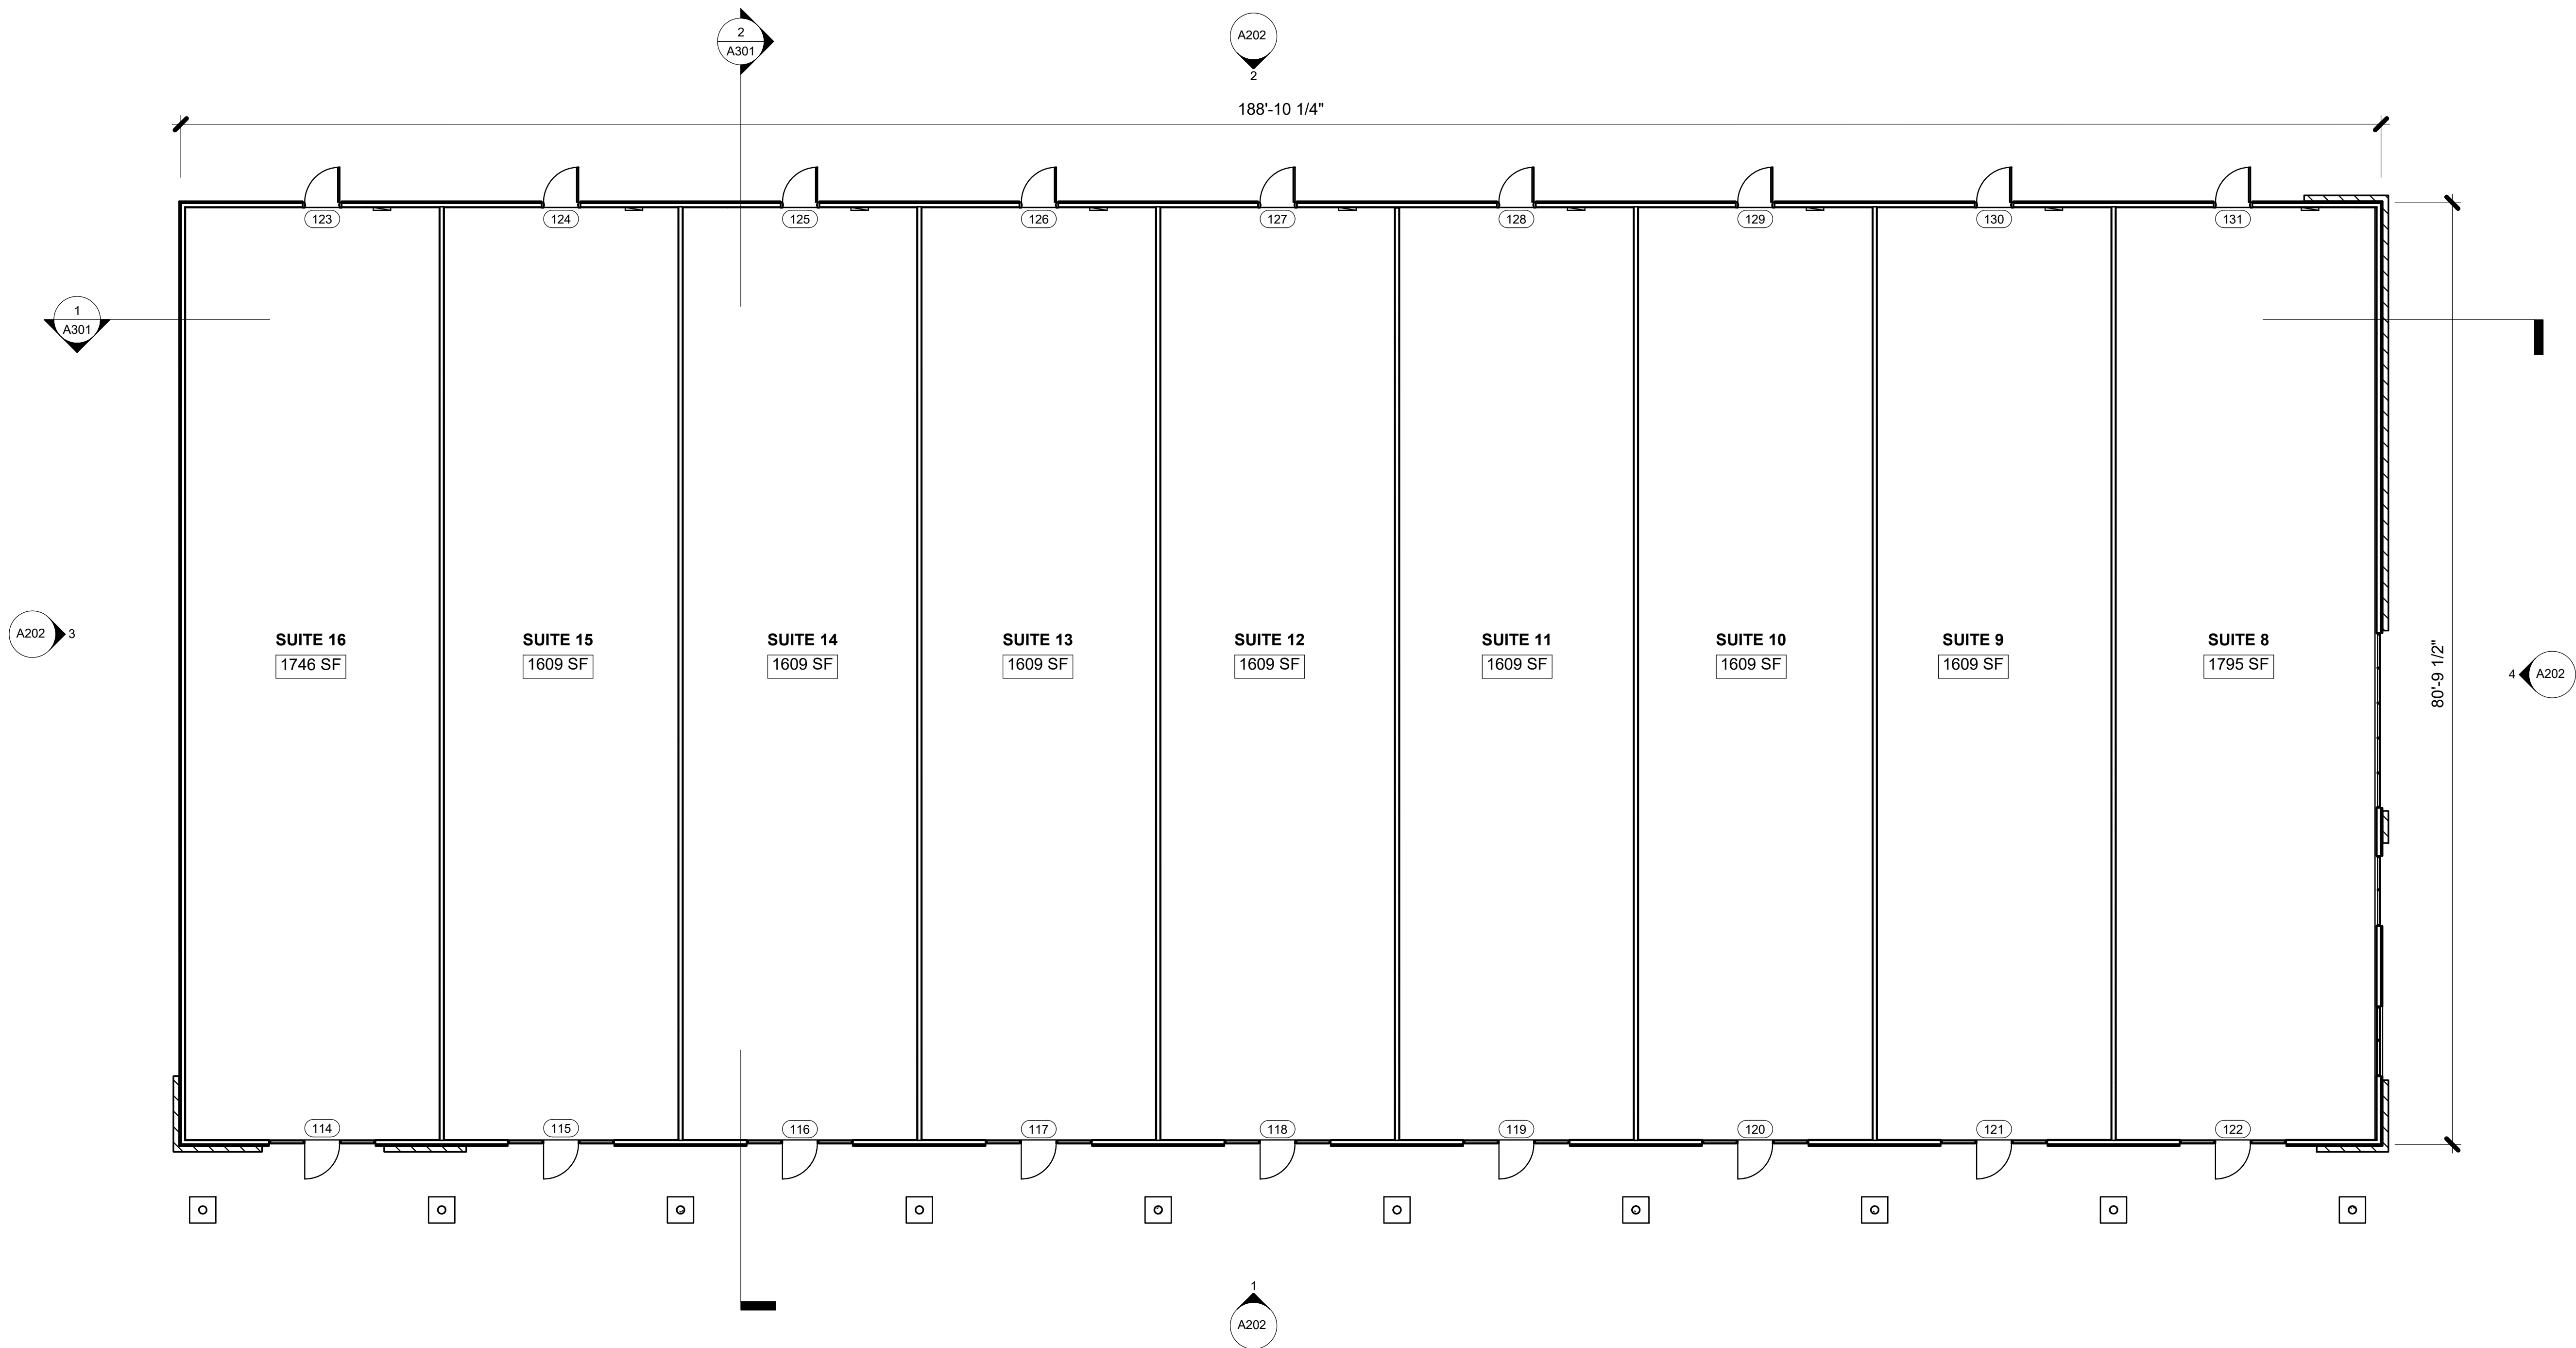 2
A301
A202
2
188'-10 1/4"
123
124
125
126
127
128
129
130
131
1
A301
A202
3
SUITE 16
1746 SF
SUITE 15
1609 SF
SUITE 14
1609 SF
SUITE 13
1609 SF
SUITE 12
1609 SF
SUITE 11
1609 SF
SUITE 10
1609 SF
SUITE 9
1609 SF
SUITE 8
1795 SF
80'-9 1/2"
4
A202
114
115
116
117
118
119
120
121
122
1
A202